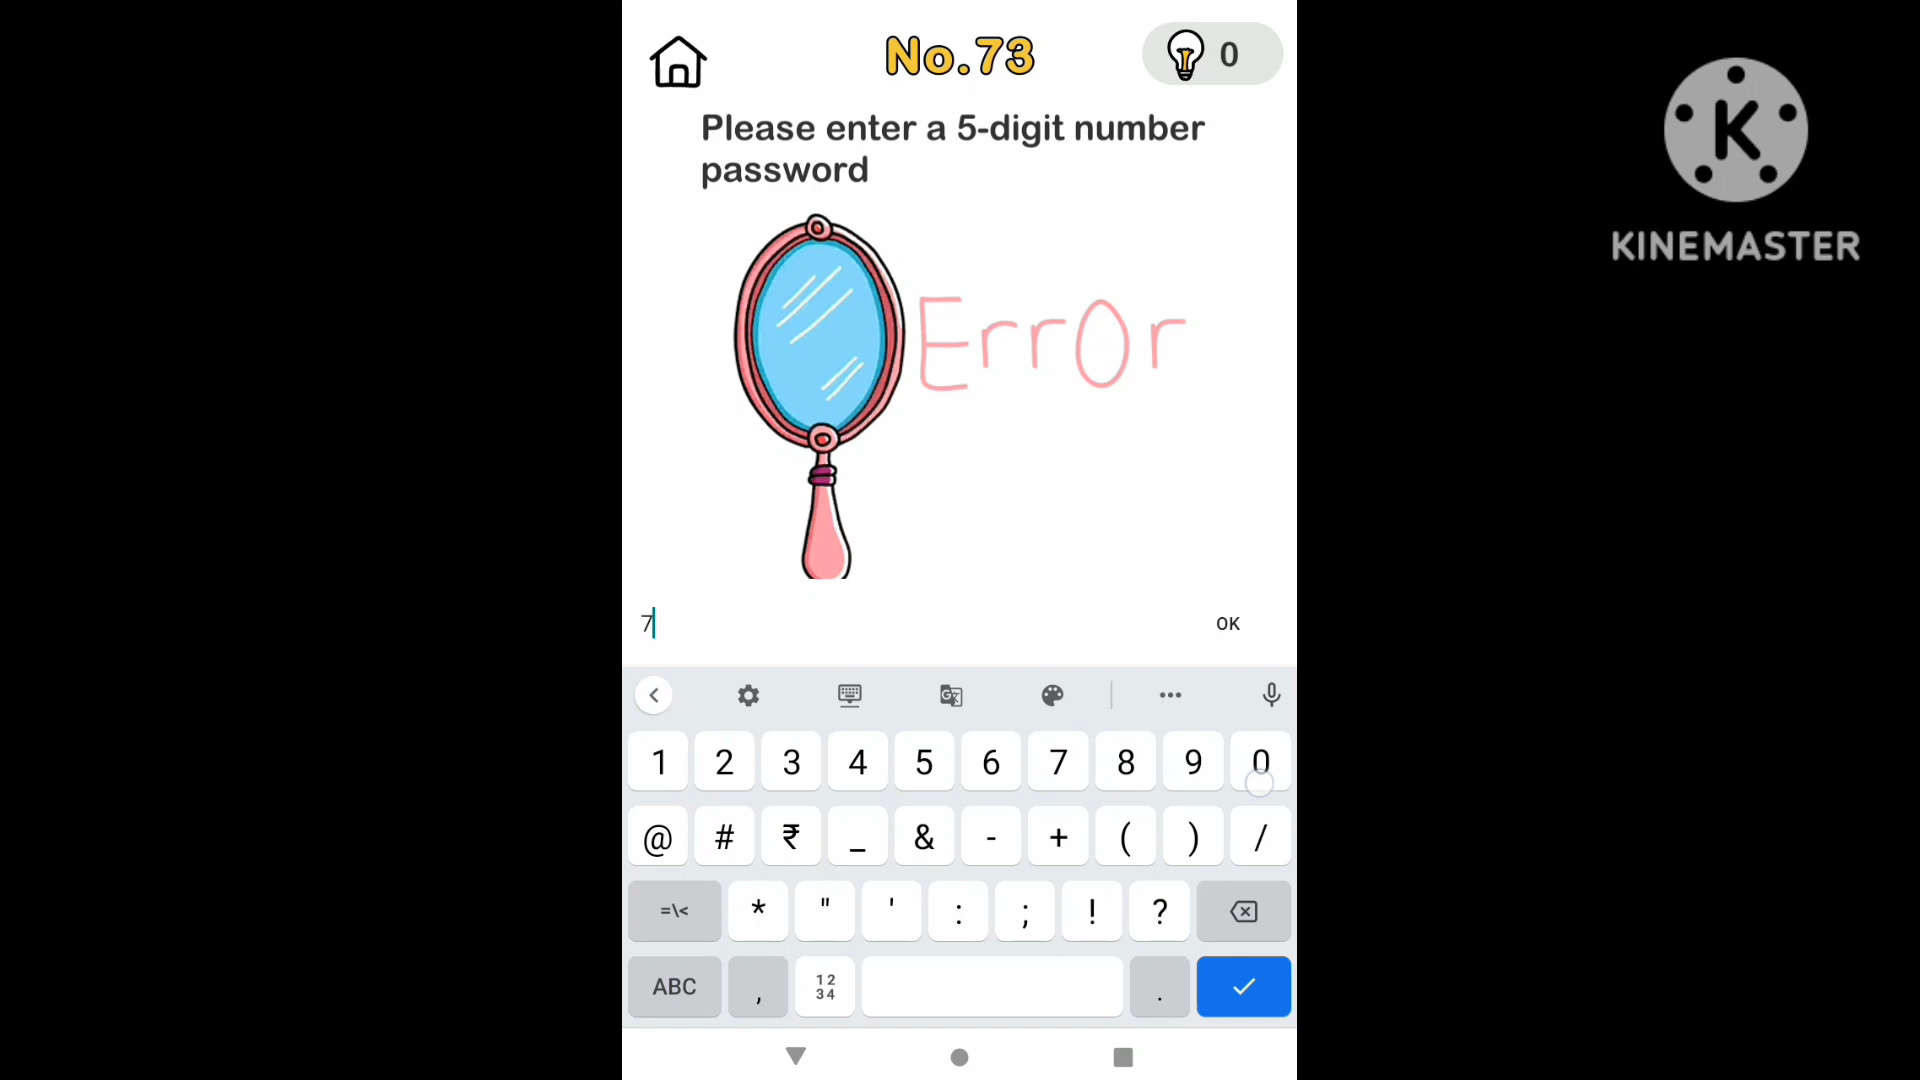 No.73
0
Please enter a 5-digit number
password
ErrOr
7
OK
1 2 3 4 5 6 7 8 9 0
@ # ₹ _ & - + ( ) /
=\< * " ' : ; ! ?
ABC , 12 34 .
K
KINEMASTER